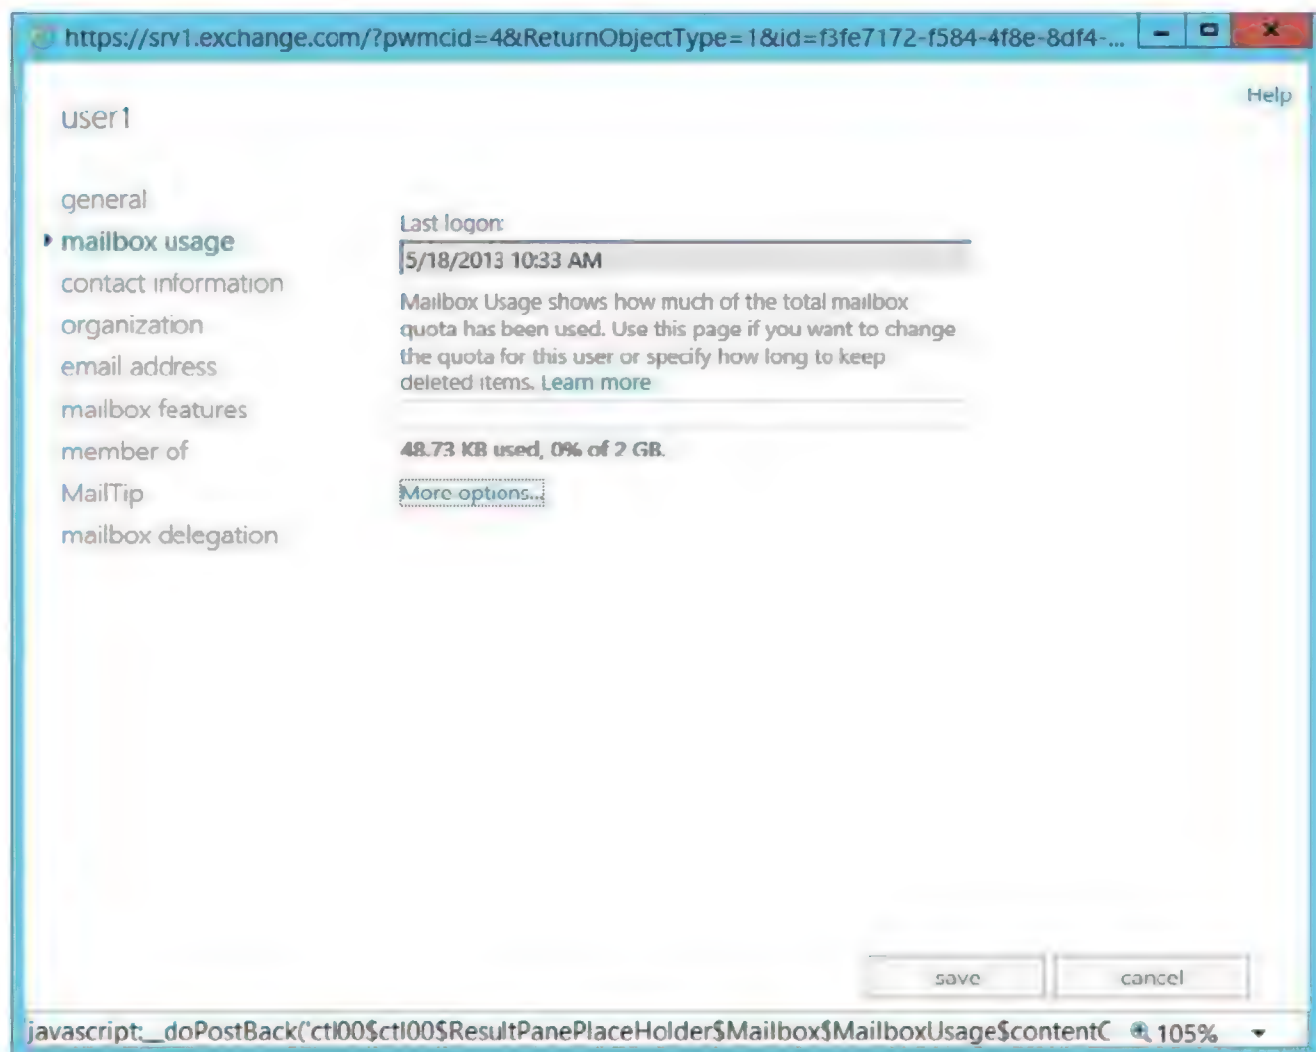 https://srv1.exchange.com/?pwmcid=4&ReturnObjectType=1&id=f3fe7172-f584-4f8e-8df4-...
Help
user1
general
mailbox usage
contact information
organization
email address
mailbox features
member of
MailTip
mailbox delegation
Last logon:
5/18/2013 10:33 AM
Mailbox Usage shows how much of the total mailbox
quota has been used. Use this page if you want to change
the quota for this user or specify how long to keep
deleted items. Learn more
48.73 KB used, 0% of 2 GB.
More options...
save
cancel
javascript:__doPostBack('ctl00$ctl00$ResultPanePlaceHolder$Mailbox$MailboxUsage$contentC
105%